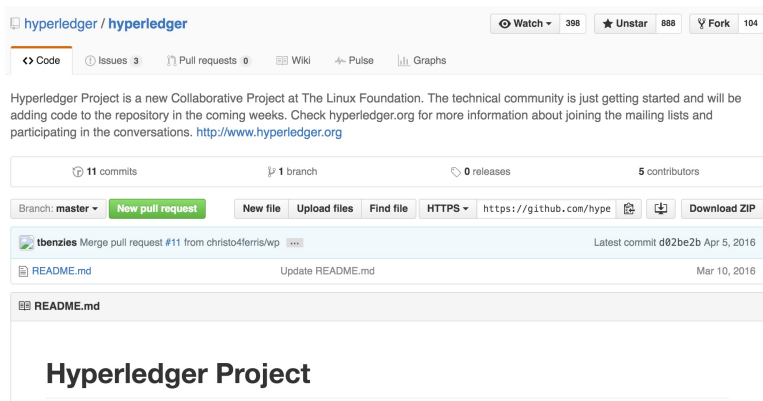 hyperledger / hyperledger
Watch 398 Unstar 888 Fork 104
Code Issues 3 Pull requests 0 Wiki Pulse Graphs
Hyperledger Project is a new Collaborative Project at The Linux Foundation. The technical community is just getting started and will be
adding code to the repository in the coming weeks. Check hyperledger.org for more information about joining the mailing lists and
participating in the conversations. http://www.hyperledger.org
11 commits 1 branch 0 releases 5 contributors
Branch: master New pull request New file Upload files Find file HTTPS https://github.com/hype Download ZIP
tbenzies Merge pull request #11 from christo4ferris/wp ... Latest commit d02be2b Apr 5, 2016
README.md Update README.md Mar 10, 2016
README.md
Hyperledger Project